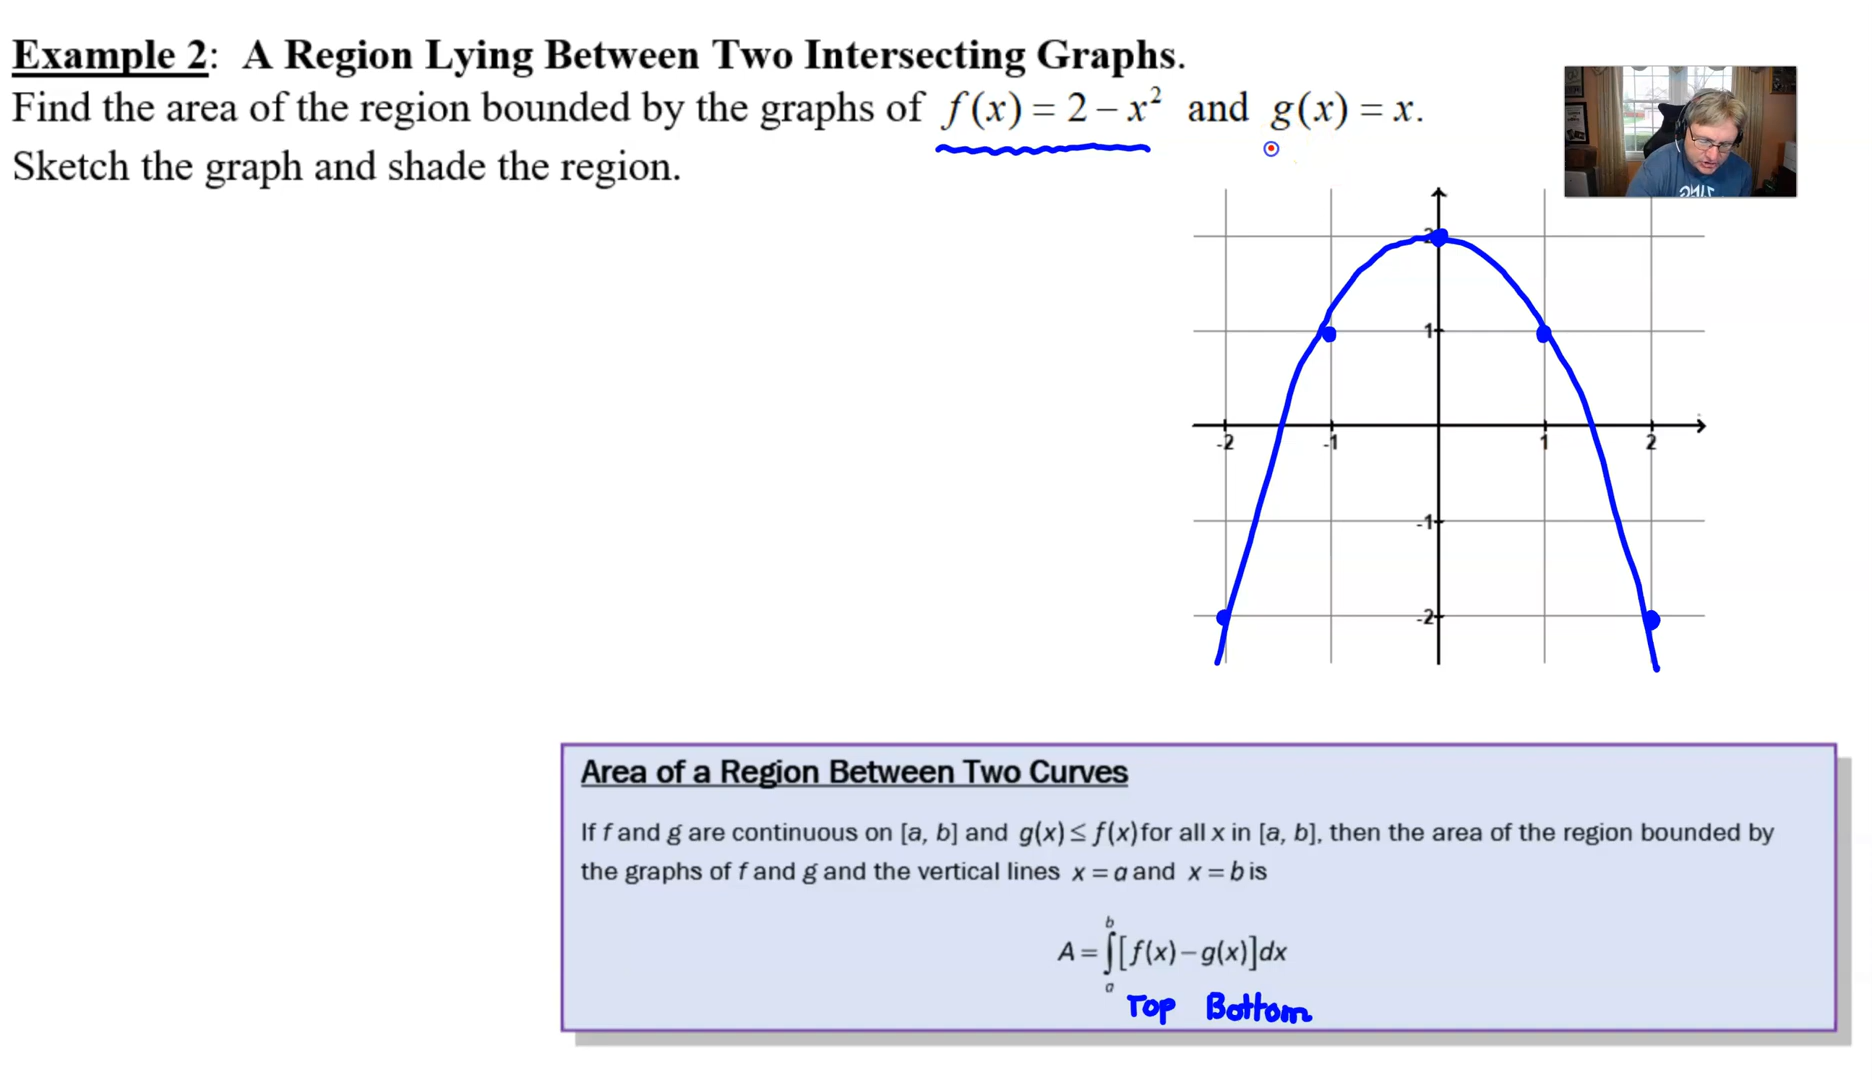 Example 2: A Region Lying Between Two Intersecting Graphs.
Find the area of the region bounded by the graphs of f(x) = 2 – x² and g(x) = x.
Sketch the graph and shade the region.
2
1
-2 -1 1 2
-1
-2
Area of a Region Between Two Curves
If f and g are continuous on [a, b] and g(x) ≤ f(x) for all x in [a, b], then the area of the region bounded by
the graphs of f and g and the vertical lines x = a and x = b is
A = ∫ₐᵇ [f(x) – g(x)]dx
Top Bottom